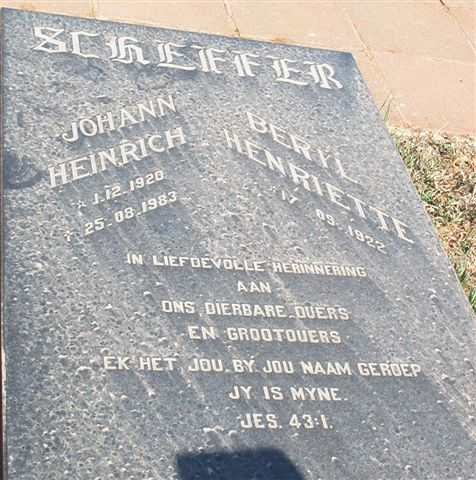 SCHEFFER
JOHANN
HEINRICH
☆ 1.12.1920
† 25.08.1983
BERYL
HENRIETTE
17 09.1922
IN LIEFDEVOLLE HERINNERING
AAN
ONS DIERBARE OUERS
EN GROOTOUERS
EK HET JOU BY JOU NAAM GEROEP
JY IS MYNE.
JES. 43:1.